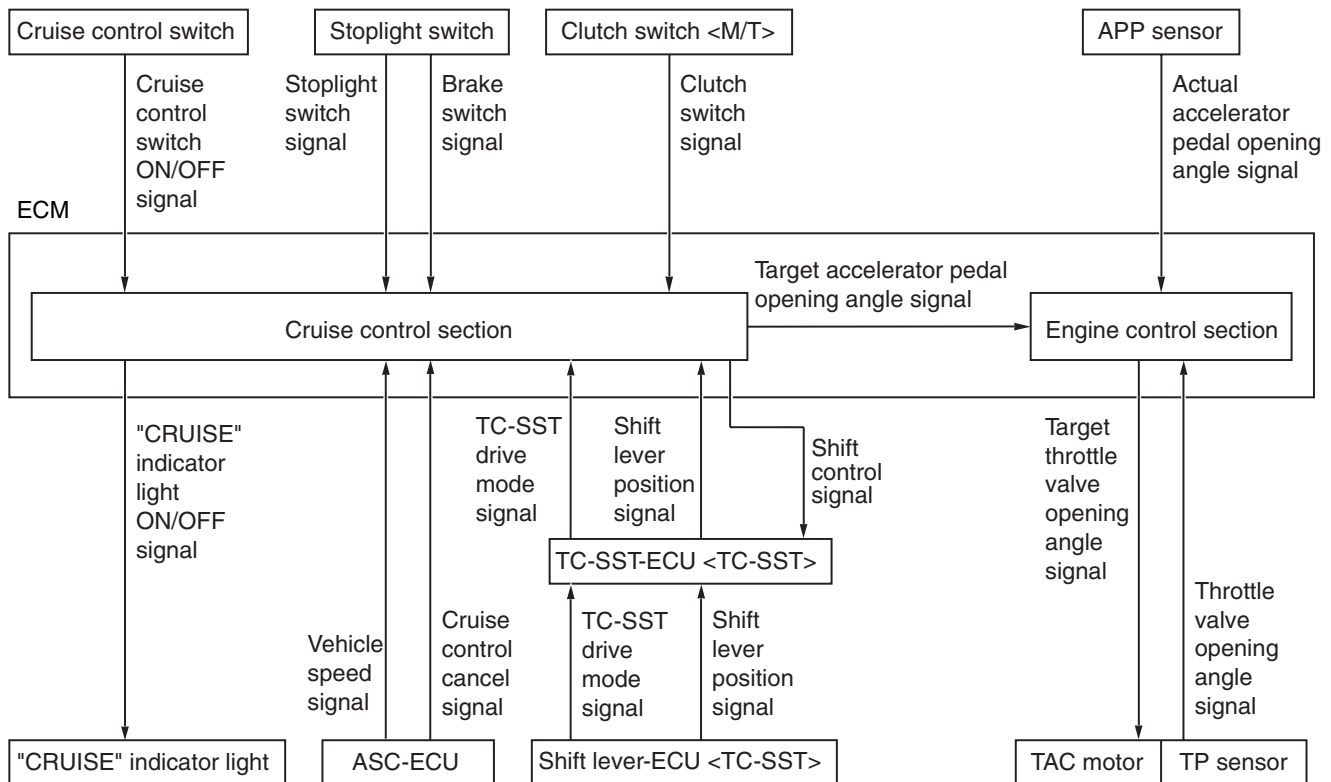 Cruise control switch
Stoplight switch
Clutch switch <M/T>
APP sensor
Cruise
control
switch
ON/OFF
signal
Stoplight
switch
signal
Brake
switch
signal
Clutch
switch
signal
Actual
accelerator
pedal opening
angle signal
ECM
Target accelerator pedal
opening angle signal
Cruise control section
Engine control section
"CRUISE"
indicator
light
ON/OFF
signal
TC-SST
drive
mode
signal
Shift
lever
position
signal
Shift
control
signal
Target
throttle
valve
opening
angle
signal
TC-SST-ECU <TC-SST>
Vehicle
speed
signal
Cruise
control
cancel
signal
TC-SST
drive
mode
signal
Shift
lever
position
signal
Throttle
valve
opening
angle
signal
"CRUISE" indicator light
ASC-ECU
Shift lever-ECU <TC-SST>
TAC motor
TP sensor